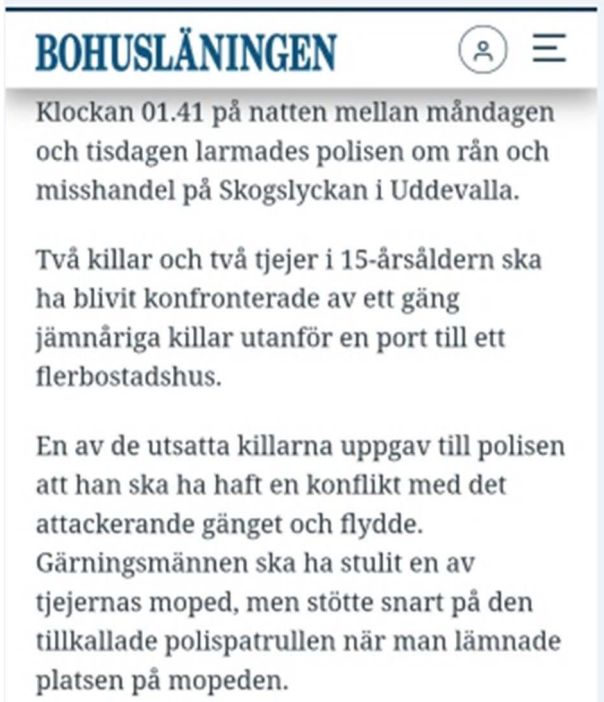 BOHUSLÄNINGEN
Klockan 01.41 på natten mellan måndagen
och tisdagen larmades polisen om rån och
misshandel på Skogslyckan i Uddevalla.
Två killar och två tjejer i 15-årsåldern ska
ha blivit konfronterade av ett gäng
jämnåriga killar utanför en port till ett
flerbostadshus.
En av de utsatta killarna uppgav till polisen
att han ska ha haft en konflikt med det
attackerande gänget och flydde.
Gärningsmännen ska ha stulit en av
tjejernas moped, men stötte snart på den
tillkallade polispatrullen när man lämnade
platsen på mopeden.